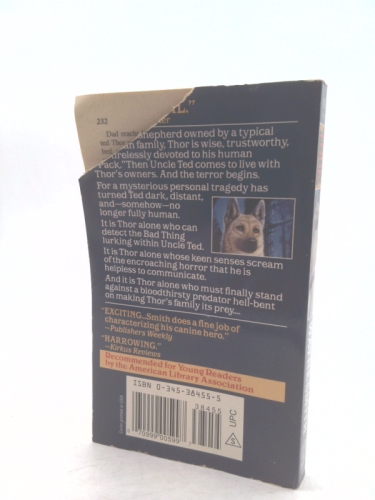 232
Dad
Thor
L."
shepherd owned by a typical
family, Thor is wise, trustworthy,
relessly devoted to his human
"Pack." Then Uncle Ted comes to live with
Thor's owners. And the terror begins.
For a mysterious personal tragedy has
turned Ted dark, distant,
and—somehow—no
longer fully human.
It is Thor alone who can
detect the Bad Thing
lurking within Uncle Ted.
It is Thor alone whose keen senses scream
of the encroaching horror that he is
helpless to communicate.
And it is Thor alone who must finally stand
against a bloodthirsty predator hell-bent
on making Thor's family its prey....
"EXCITING...Smith does a fine job of
characterizing his canine hero."
—Publishers Weekly
"HARROWING."
—Kirkus Reviews
Recommended for Young Readers
by the American Library Association
ISBN 0-345-38455-5
38455
UPC
S
70999 00599